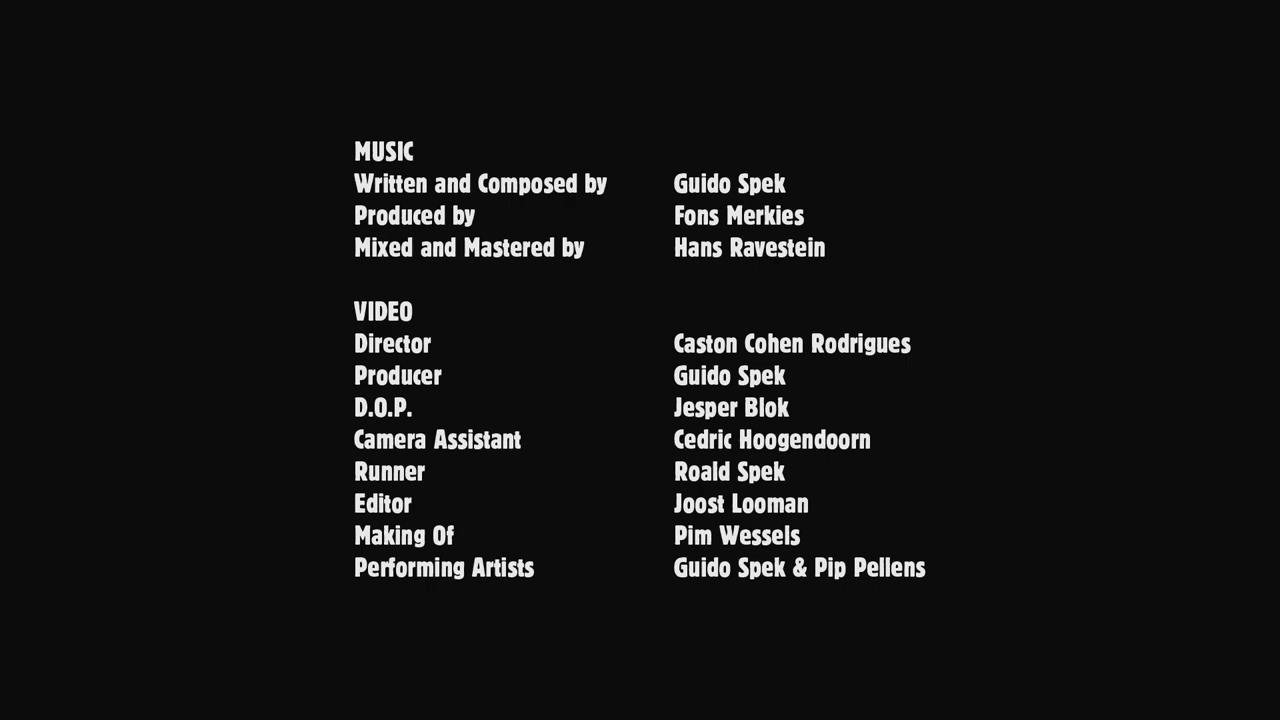 MUSIC
Written and Composed by Guido Spek
Produced by Fons Merkies
Mixed and Mastered by Hans Ravestein
VIDEO
Director Caston Cohen Rodrigues
Producer Guido Spek
D.O.P. Jesper Blok
Camera Assistant Cedric Hoogendoorn
Runner Roald Spek
Editor Joost Looman
Making Of Pim Wessels
Performing Artists Guido Spek & Pip Pellens